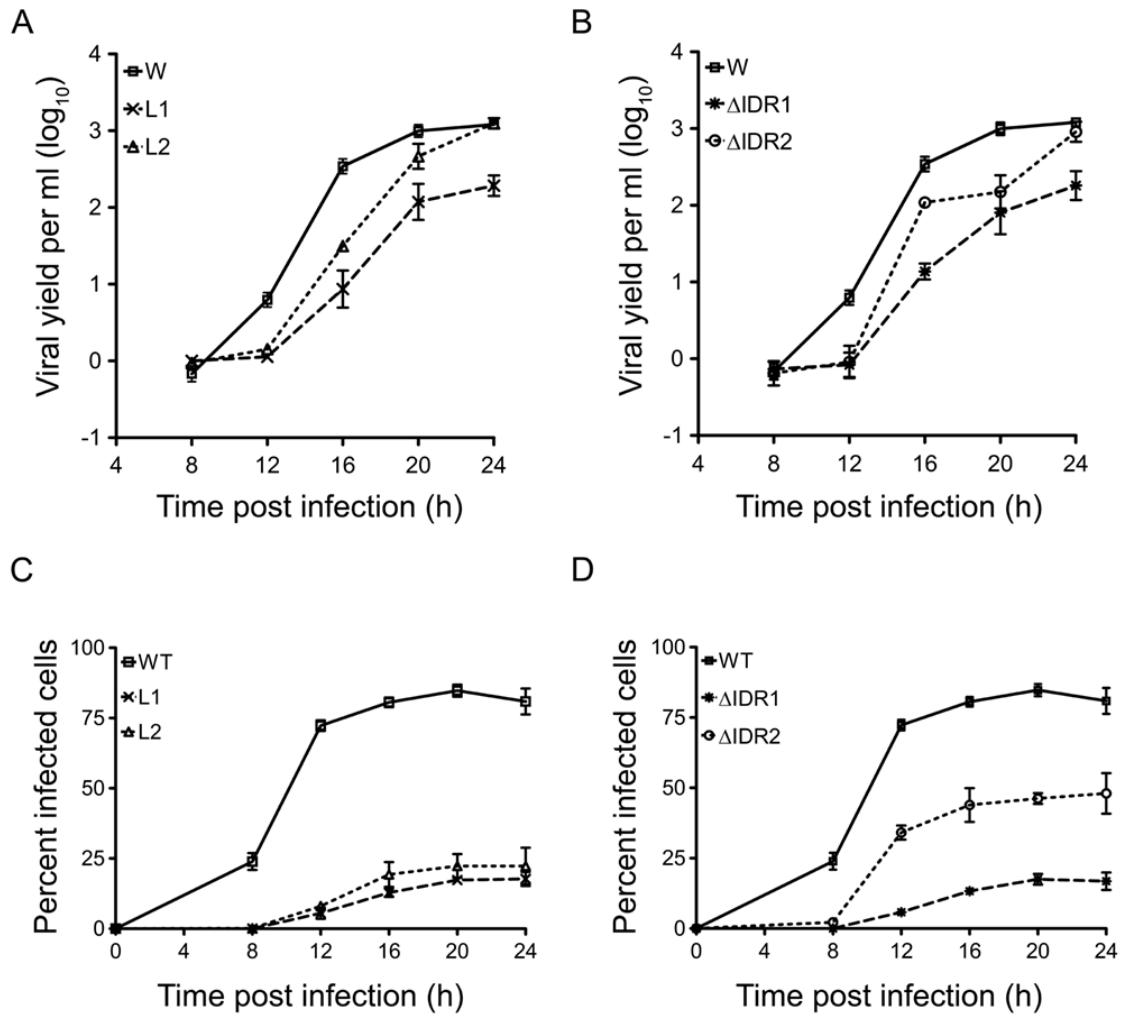 A
Viral yield per ml (log10)
4
3
2
1
0
-1
W
L1
L2
4 8 12 16 20 24
Time post infection (h)
B
Viral yield per ml (log10)
4
3
2
1
0
-1
W
ΔIDR1
ΔIDR2
4 8 12 16 20 24
Time post infection (h)
C
Percent infected cells
100
75
50
25
0
WT
L1
L2
0 4 8 12 16 20 24
Time post infection (h)
D
Percent infected cells
100
75
50
25
0
WT
ΔIDR1
ΔIDR2
0 4 8 12 16 20 24
Time post infection (h)